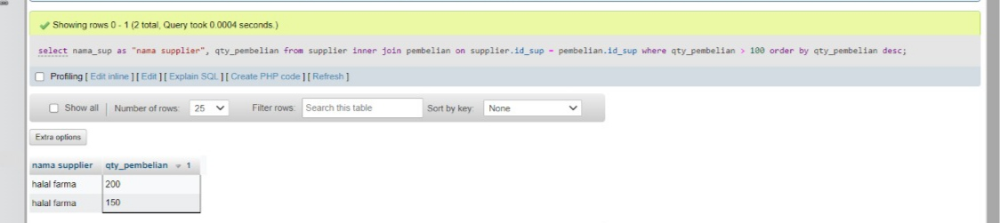 Showing rows 0 - 1 (2 total, Query took 0.0004 seconds.)
select nama_sup as "nama supplier", qty_pembelian from supplier inner join pembelian on supplier.id_sup = pembelian.id_sup where qty_pembelian > 100 order by qty_pembelian desc;
Profiling [ Edit inline ] [ Edit ] [ Explain SQL ] [ Create PHP code ] [ Refresh ]
Show all | Number of rows: 25 Filter rows: Search this table Sort by key: None
Extra options
nama supplier qty_pembelian 1
halal farma 200
halal farma 150